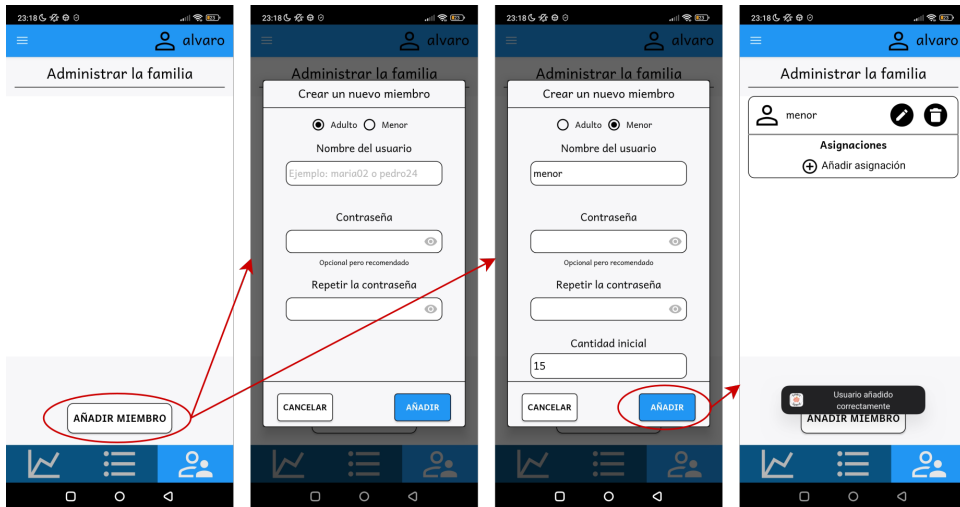 23:18
alvaro
Administrar la familia
AÑADIR MIEMBRO
23:18
alvaro
Administrar la familia
Crear un nuevo miembro
Adulto Menor
Nombre del usuario
Ejemplo: maria02 o pedro24
Contraseña
Opcional pero recomendado
Repetir la contraseña
CANCELAR AÑADIR
23:18
alvaro
Administrar la familia
Crear un nuevo miembro
Adulto Menor
Nombre del usuario
menor
Contraseña
Opcional pero recomendado
Repetir la contraseña
Cantidad inicial
15
CANCELAR AÑADIR
23:18
alvaro
Administrar la familia
menor
Asignaciones
Añadir asignación
Usuario añadido
correctamente
AÑADIR MIEMBRO